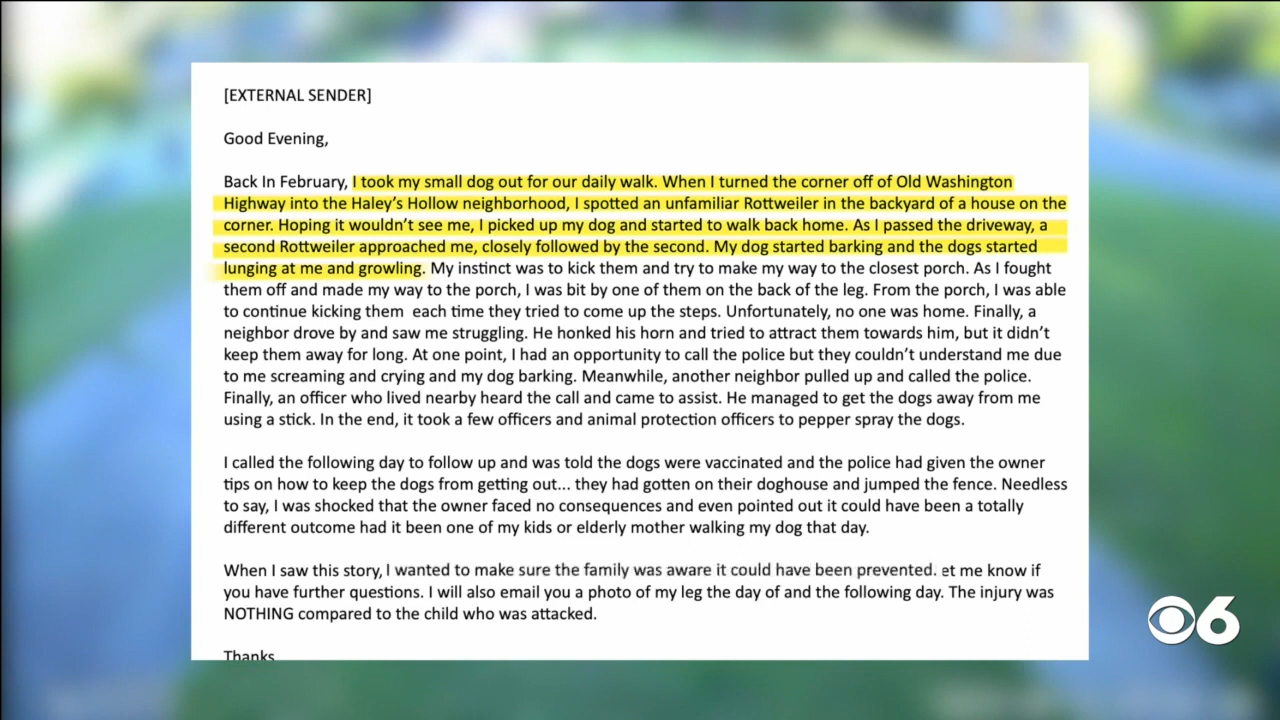 [EXTERNAL SENDER]
Good Evening,
Back In February, I took my small dog out for our daily walk. When I turned the corner off of Old Washington
Highway into the Haley’s Hollow neighborhood, I spotted an unfamiliar Rottweiler in the backyard of a house on the
corner. Hoping it wouldn’t see me, I picked up my dog and started to walk back home. As I passed the driveway, a
second Rottweiler approached me, closely followed by the second. My dog started barking and the dogs started
lunging at me and growling. My instinct was to kick them and try to make my way to the closest porch. As I fought
them off and made my way to the porch, I was bit by one of them on the back of the leg. From the porch, I was able
to continue kicking them  each time they tried to come up the steps. Unfortunately, no one was home. Finally, a
neighbor drove by and saw me struggling. He honked his horn and tried to attract them towards him, but it didn’t
keep them away for long. At one point, I had an opportunity to call the police but they couldn’t understand me due
to me screaming and crying and my dog barking. Meanwhile, another neighbor pulled up and called the police.
Finally, an officer who lived nearby heard the call and came to assist. He managed to get the dogs away from me
using a stick. In the end, it took a few officers and animal protection officers to pepper spray the dogs.
I called the following day to follow up and was told the dogs were vaccinated and the police had given the owner
tips on how to keep the dogs from getting out... they had gotten on their doghouse and jumped the fence. Needless
to say, I was shocked that the owner faced no consequences and even pointed out it could have been a totally
different outcome had it been one of my kids or elderly mother walking my dog that day.
When I saw this story, I wanted to make sure the family was aware it could have been prevented. et me know if
you have further questions. I will also email you a photo of my leg the day of and the following day. The injury was
NOTHING compared to the child who was attacked.
Thanks
6